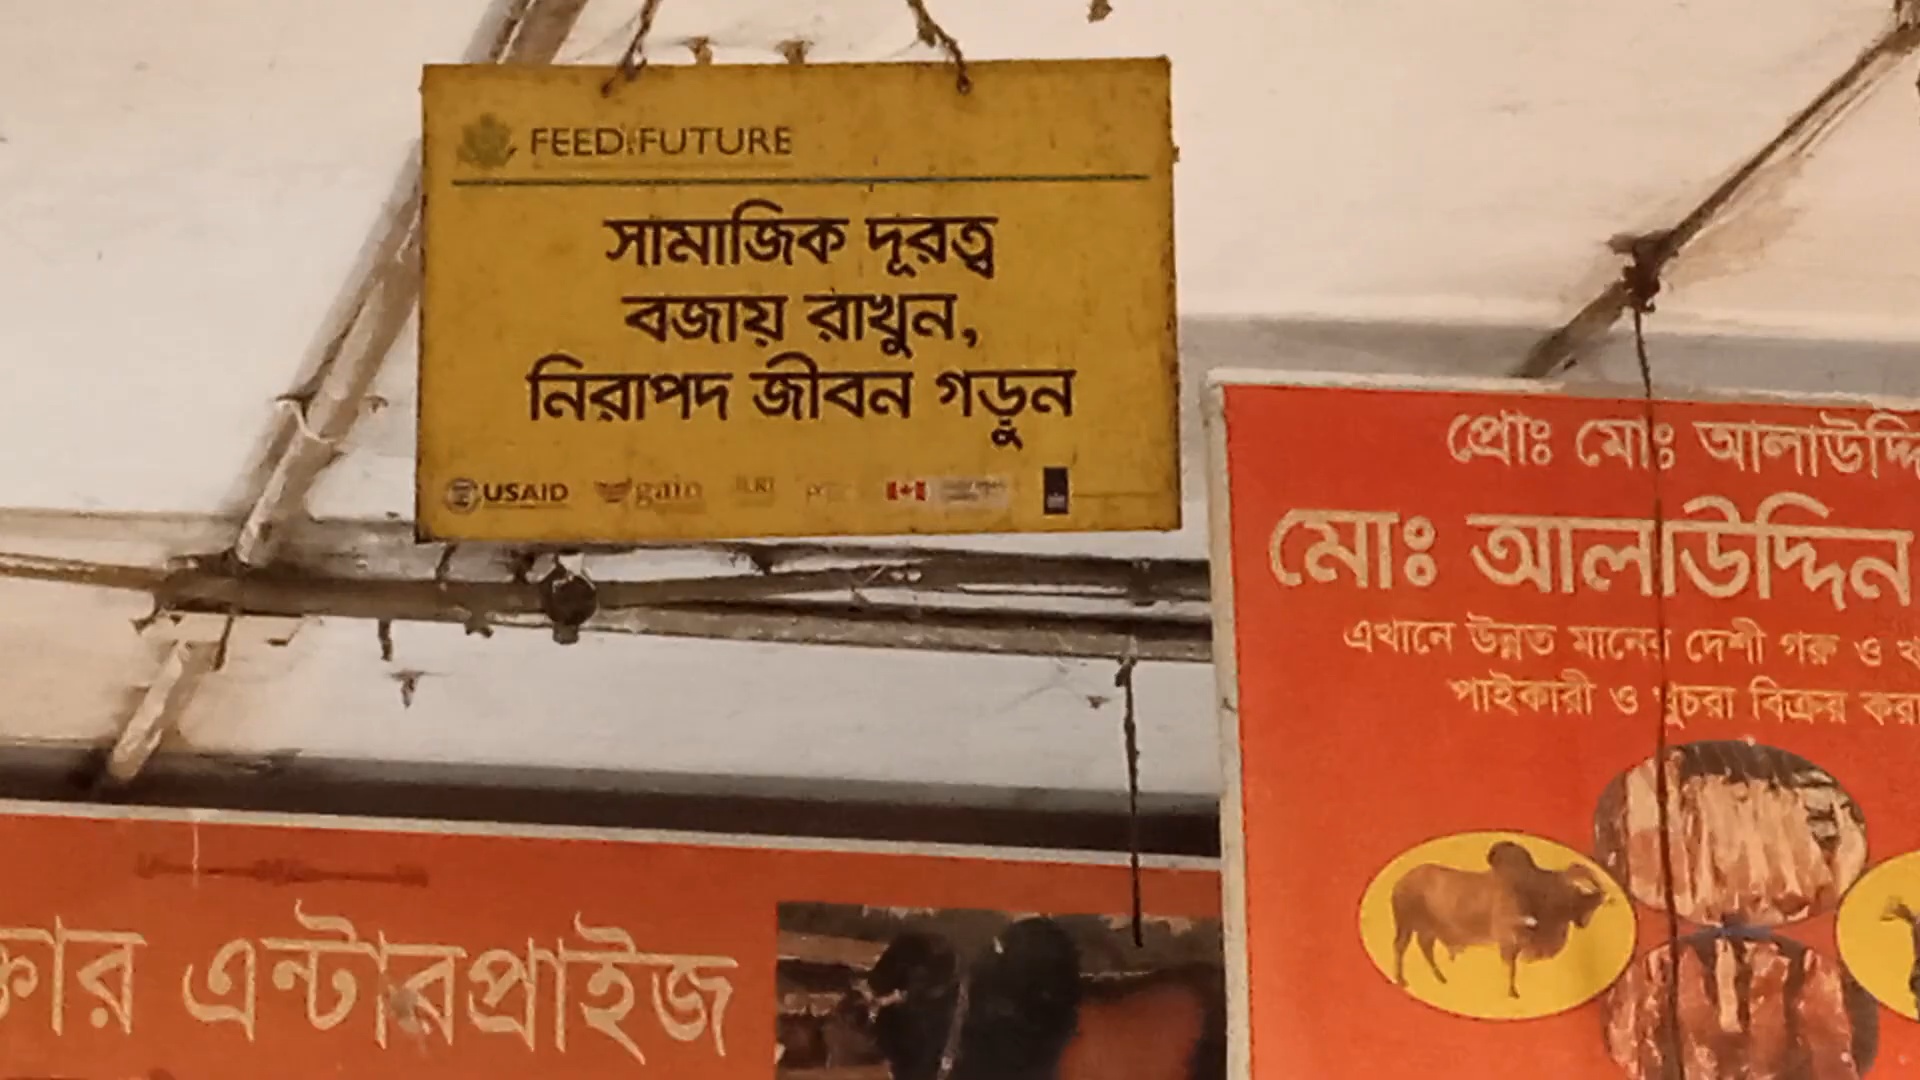 FEED FUTURE
সামাজিক দূরত্ব
বজায় রাখুন,
নিরাপদ জীবন গড়ুন
USAID gain
প্রোঃ মোঃ আলাউদ্দি
মোঃ আলাউদ্দিন
এখানে উন্নত মানের দেশী গরু ও
পাইকারী ও খুচরা বিক্রয় করা
এন্টারপ্রাইজ